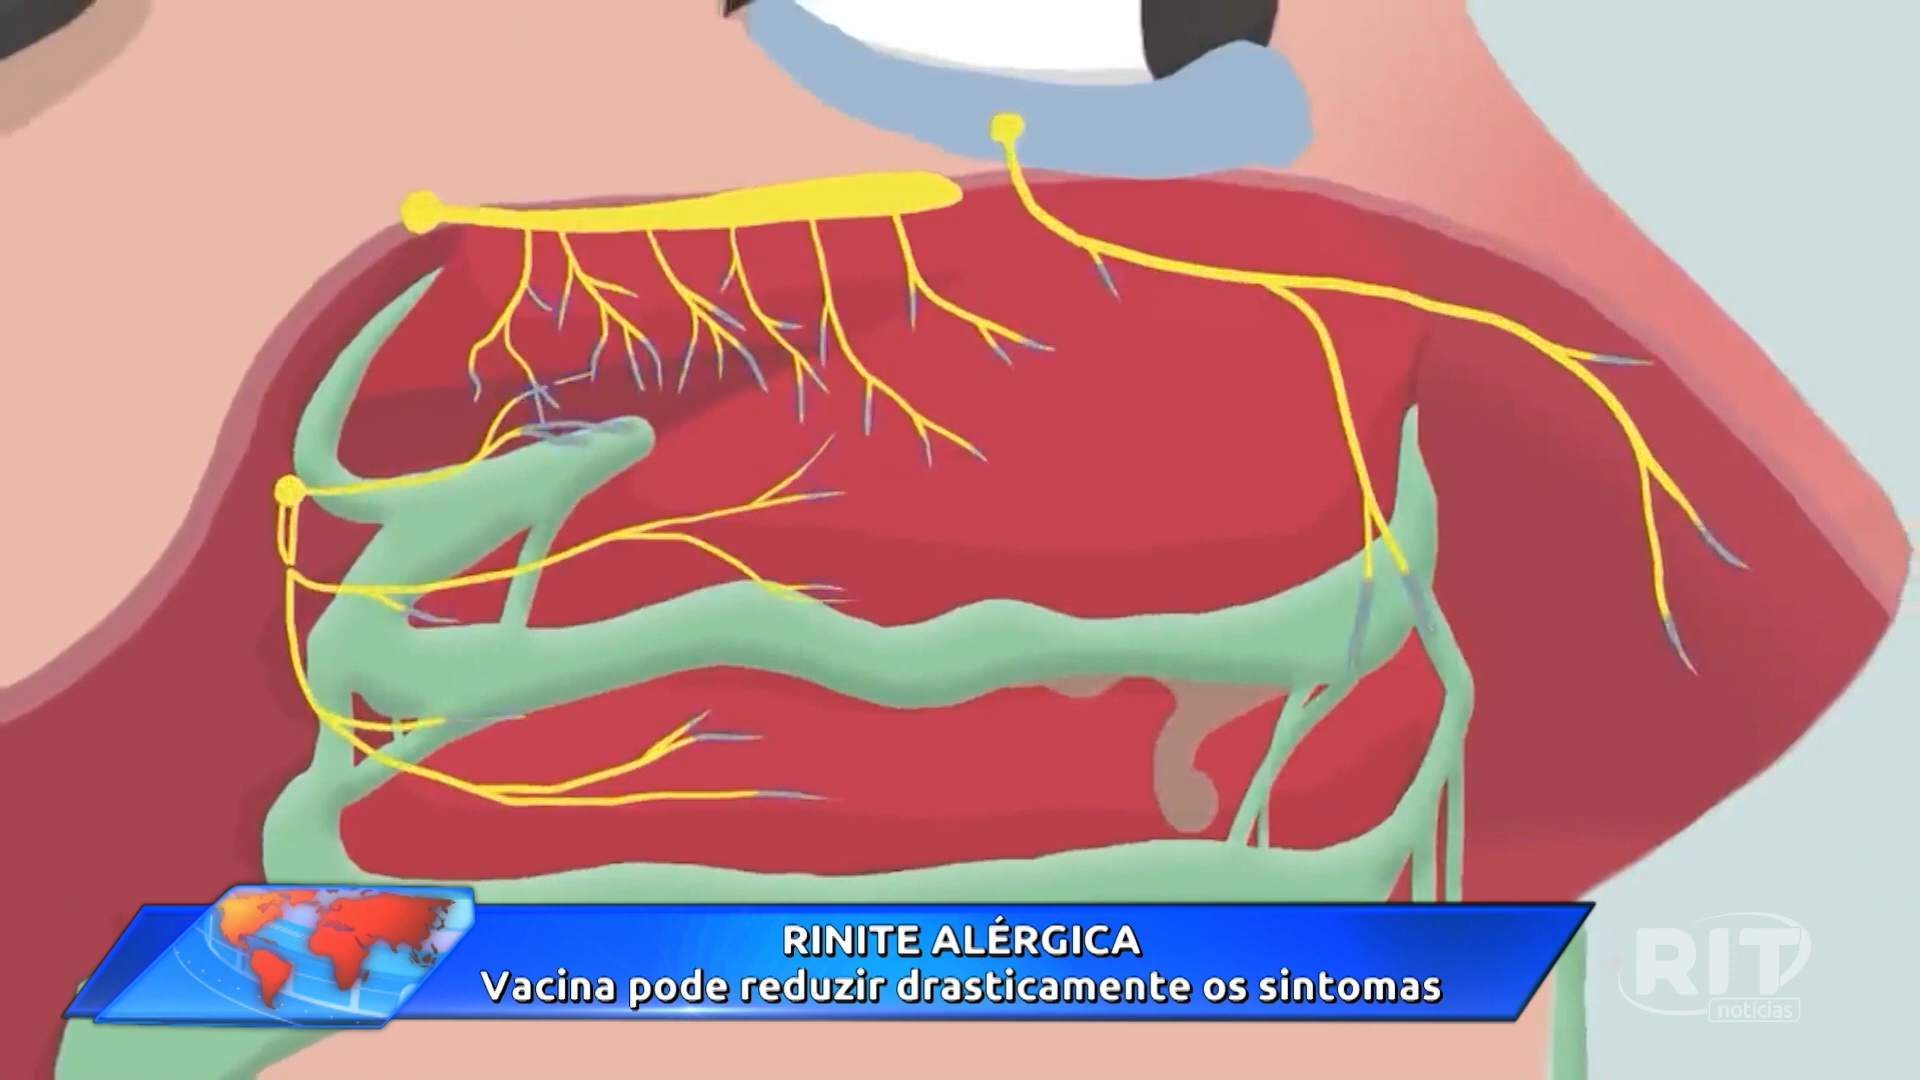 RINITE ALÉRGICA
Vacina pode reduzir drasticamente os sintomas
RIT
notícias